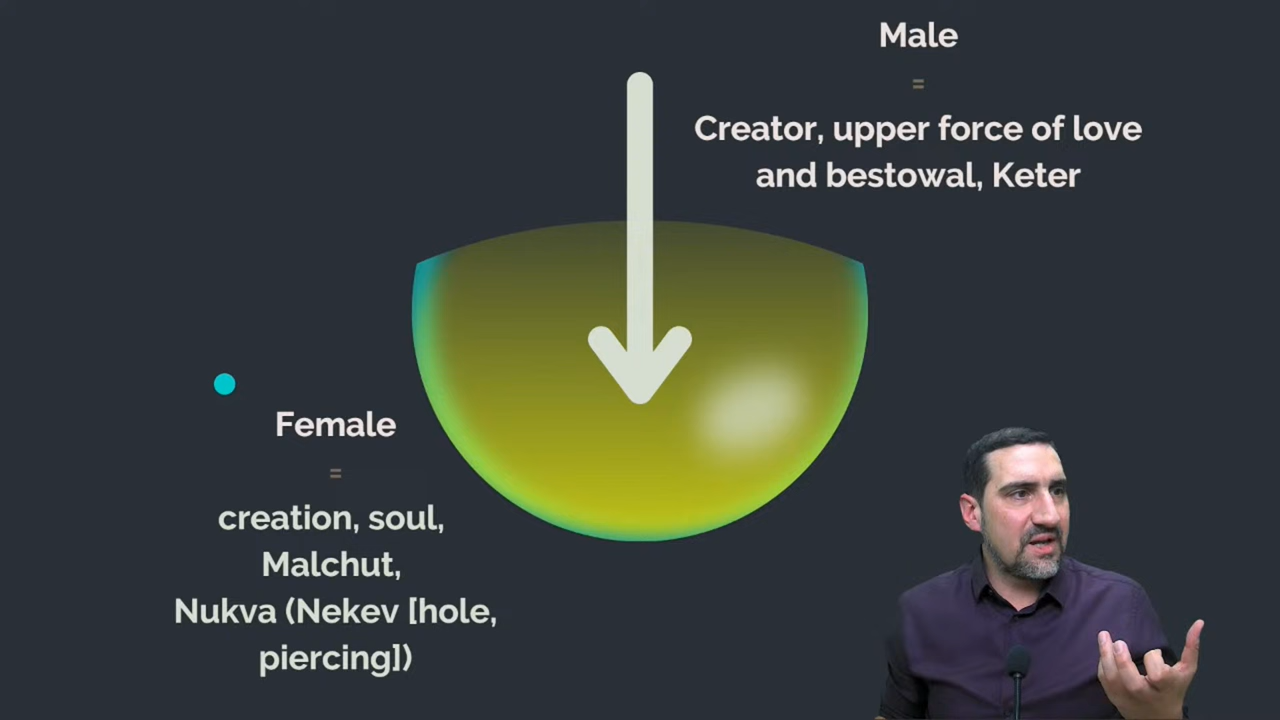 Male
=
Creator, upper force of love
and bestowal, Keter
Female
=
creation, soul,
Malchut,
Nukva (Nekev [hole,
piercing])